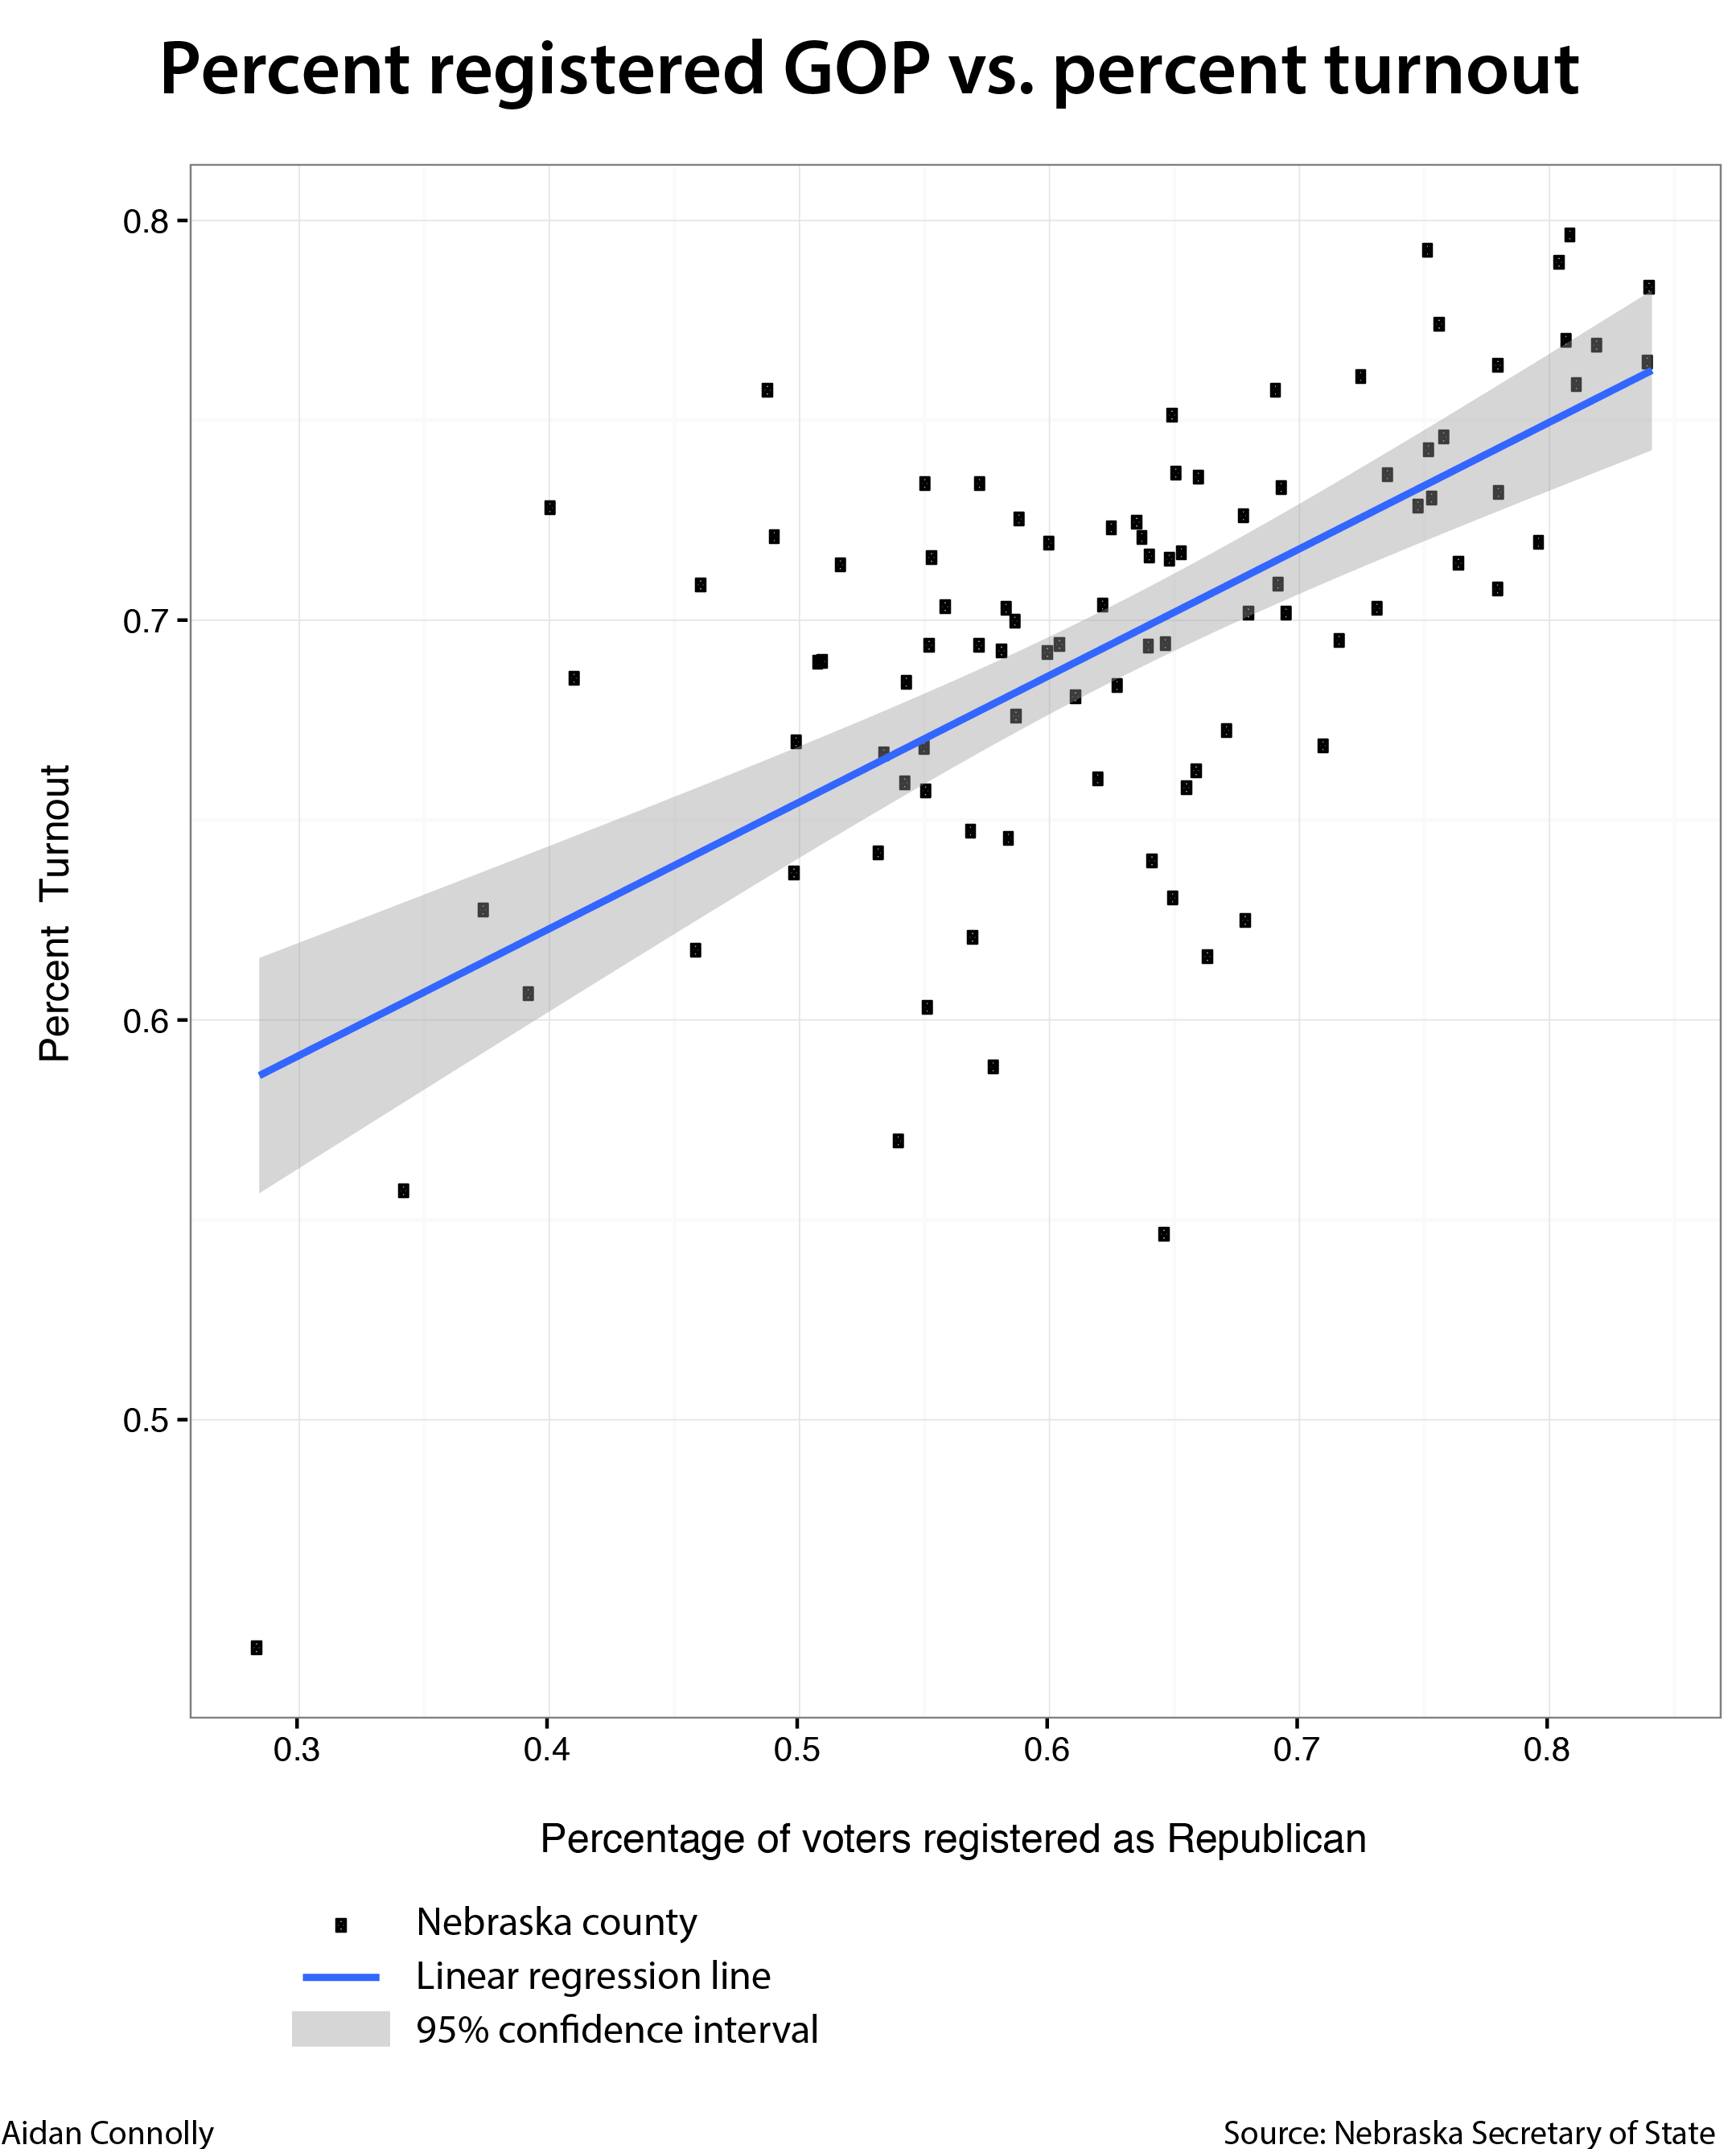 Percent registered GOP vs. percent turnout
0.8
0.7
0.6
0.5
Percent Turnout
0.3 0.4 0.5 0.6 0.7 0.8
Percentage of voters registered as Republican
Nebraska county
Linear regression line
95% confidence interval
Aidan Connolly
Source: Nebraska Secretary of State